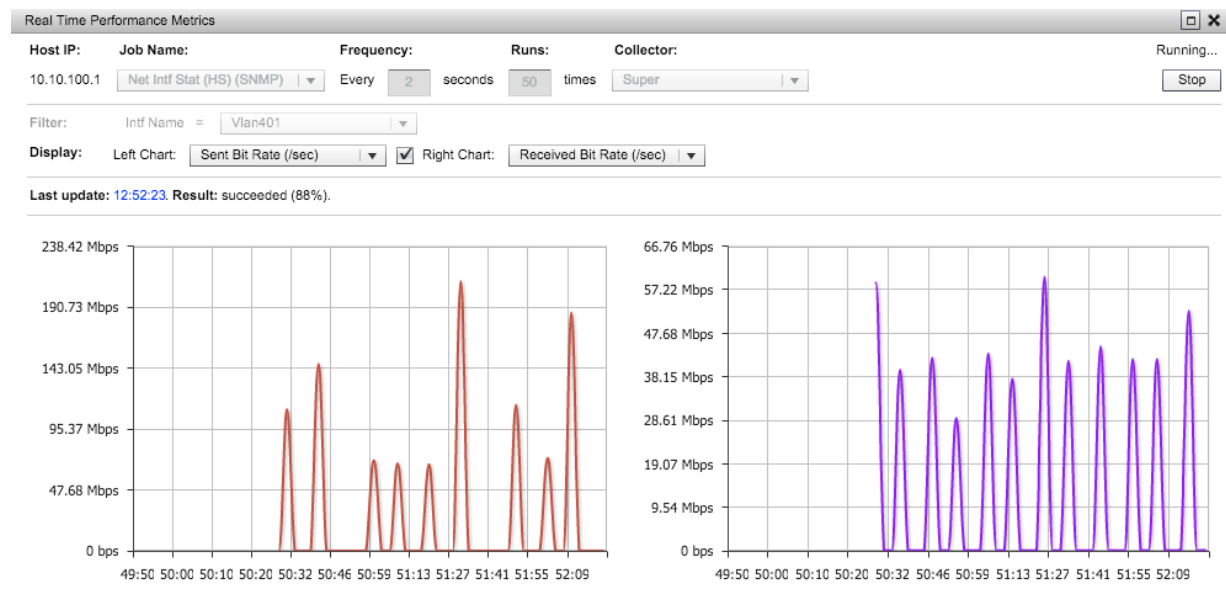 Real Time Performance Metrics
Host IP: Job Name: Frequency: Runs: Collector: Running...
10.10.100.1 Net Intf Stat (HS) (SNMP) Every 2 seconds 50 times Super Stop
Filter: Intf Name = Vlan401
Display: Left Chart: Sent Bit Rate (/sec) Right Chart: Received Bit Rate (/sec)
Last update: 12:52:23. Result: succeeded (88%).
238.42 Mbps
190.73 Mbps
143.05 Mbps
95.37 Mbps
47.68 Mbps
0 bps
49:50 50:00 50:10 50:20 50:32 50:46 50:59 51:13 51:27 51:41 51:55 52:09
66.76 Mbps
57.22 Mbps
47.68 Mbps
38.15 Mbps
28.61 Mbps
19.07 Mbps
9.54 Mbps
0 bps
49:50 50:00 50:10 50:20 50:32 50:46 50:59 51:13 51:27 51:41 51:55 52:09